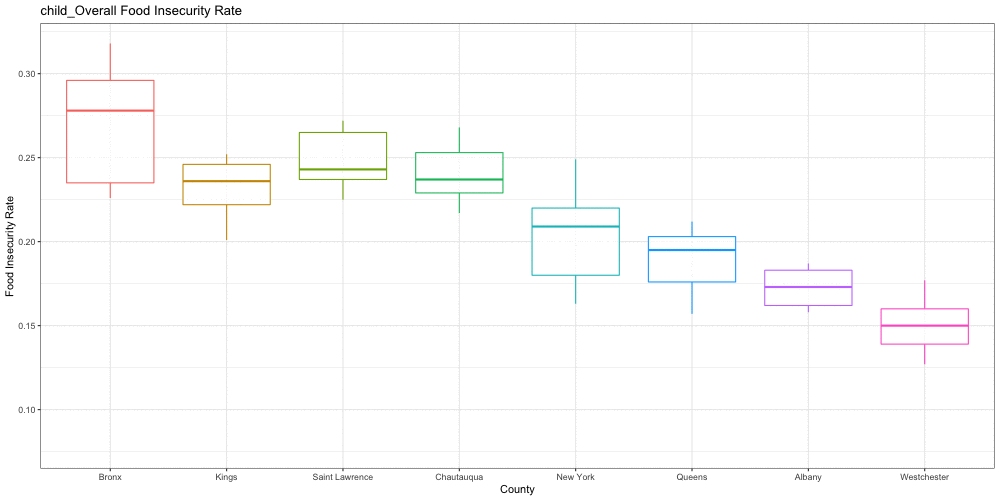 child_Overall Food Insecurity Rate
Food Insecurity Rate
0.30
0.25
0.20
0.15
0.10
Bronx
Kings
Saint Lawrence
Chautauqua
New York
Queens
Albany
Westchester
County